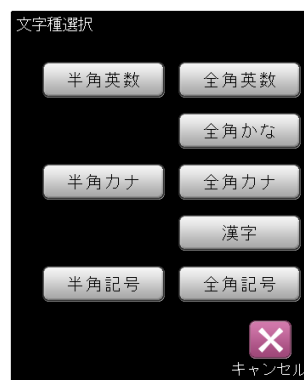 文字種選択
半角英数 全角英数
全角かな
半角カナ 全角カナ
漢字
半角記号 全角記号
キャンセル